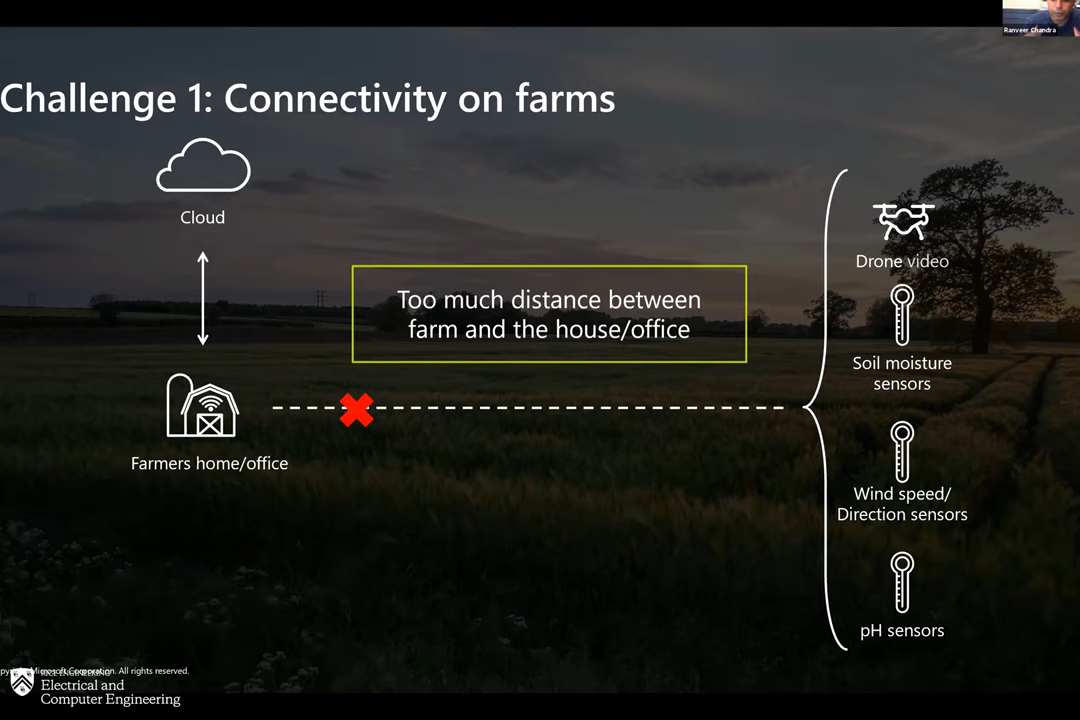 Ranveer Chandra
Challenge 1: Connectivity on farms
Cloud
Too much distance between
farm and the house/office
Farmers home/office
Drone video
Soil moisture
sensors
Wind speed/
Direction sensors
pH sensors
Microsoft Corporation. All rights reserved.
Electrical and
Computer Engineering